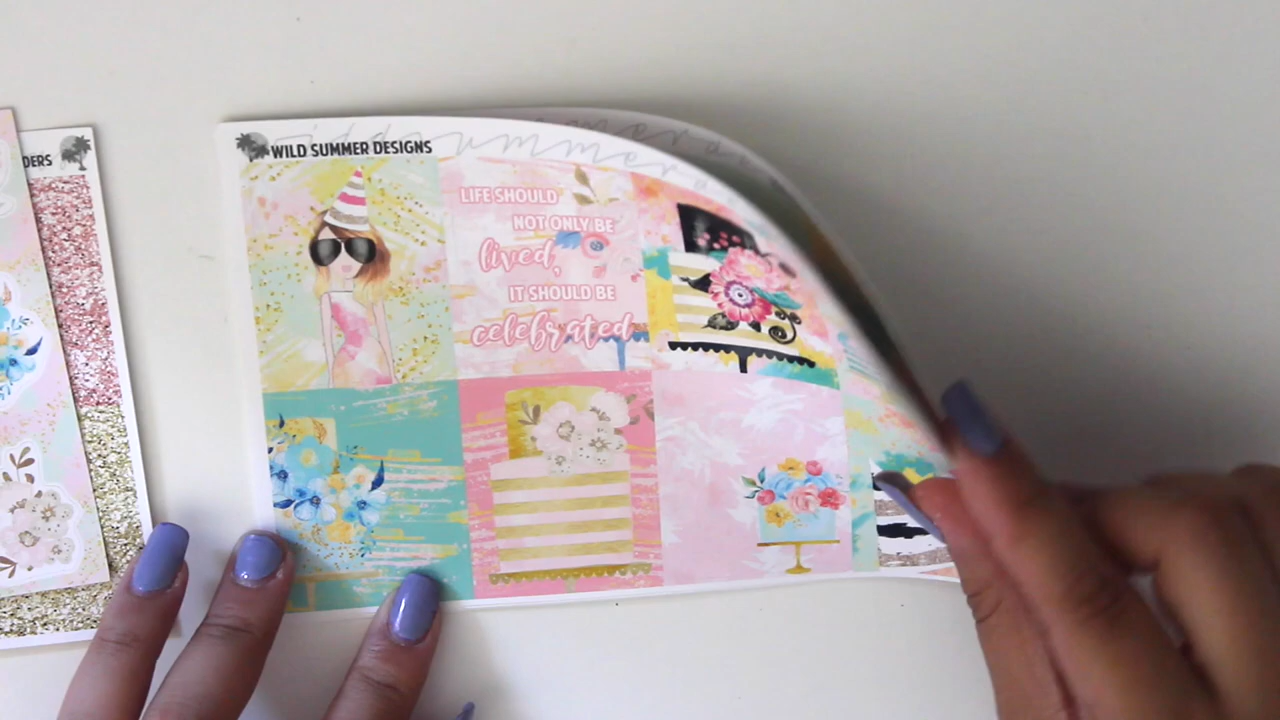 DERS
WILD SUMMER DESIGNS
LIFE SHOULD
NOT ONLY BE
lived,
IT SHOULD BE
celebrated